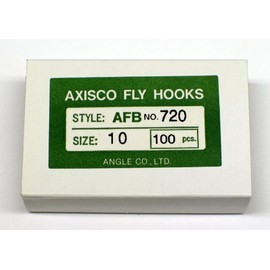 AXISCO FLY HOOKS
STYLE: AFB NO. 720
SIZE: 10 100 pcs.
ANGLE CO., LTD.